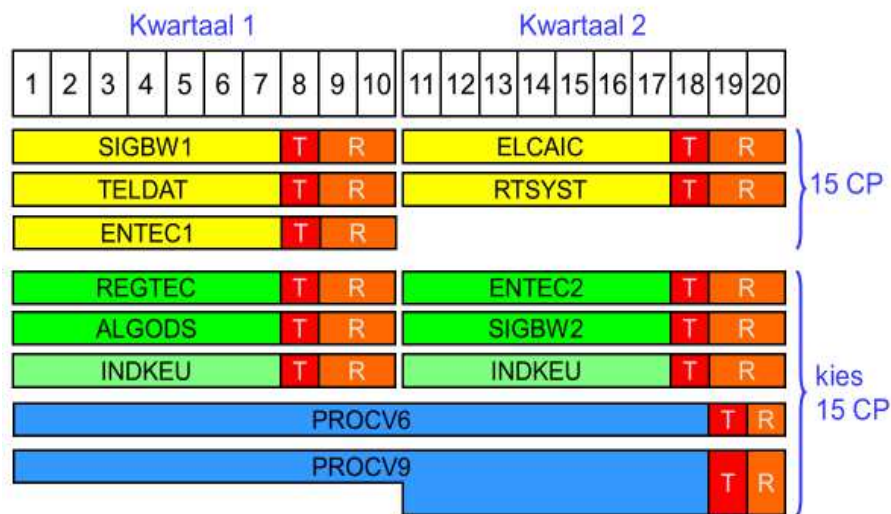 Kwartaal 1 Kwartaal 2
1 2 3 4 5 6 7 8 9 10 11 12 13 14 15 16 17 18 19 20
SIGBW1 T R ELCAIC T R
TELDAT T R RTSYST T R
15 CP
ENTEC1 T R
REGTEC T R ENTEC2 T R
ALGODS T R SIGBW2 T R
INDKEU T R INDKEU T R
kies
15 CP
PROCV6 T R
PROCV9 T R